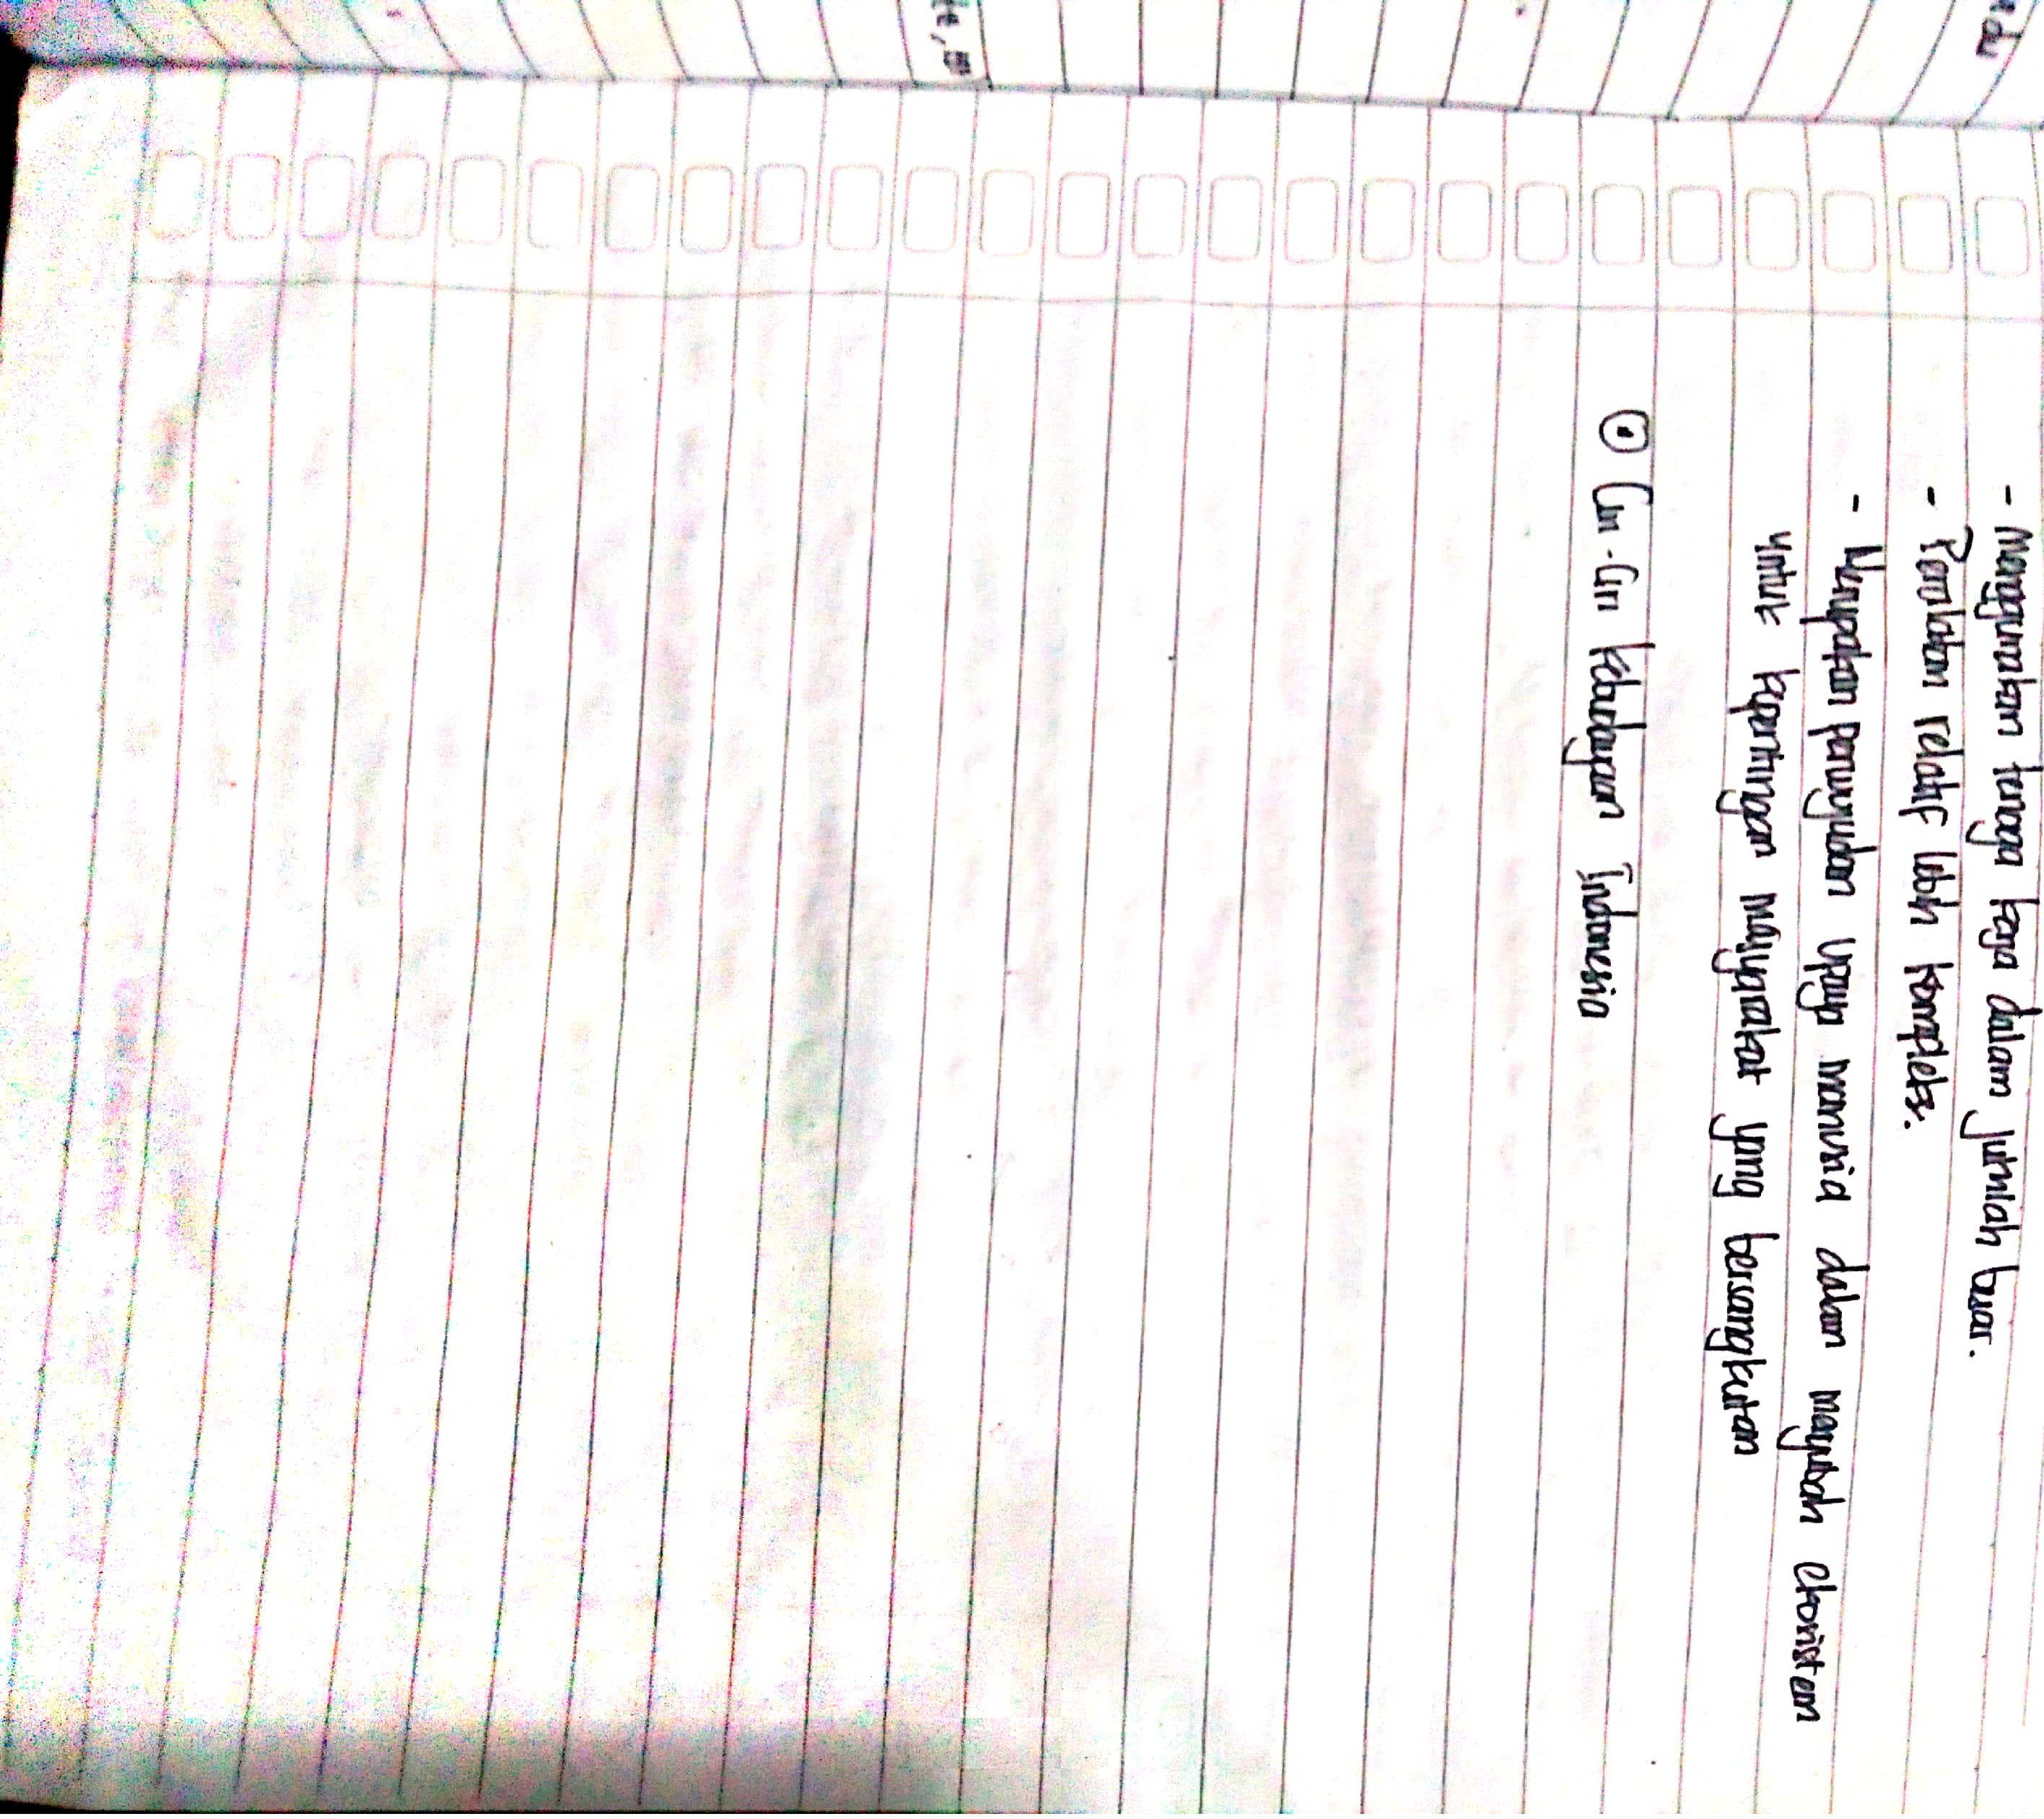 - Menggunakan tenaga kerja dalam jumlah besar.
- Peralatan relatif lebih kompleks.
- Merupakan perwujudan upaya manusia dalam mengubah ekosistem
untuk kepentingan masyarakat yang bersangkutan
⊙ Ciri-Ciri kebudayaan Indonesia